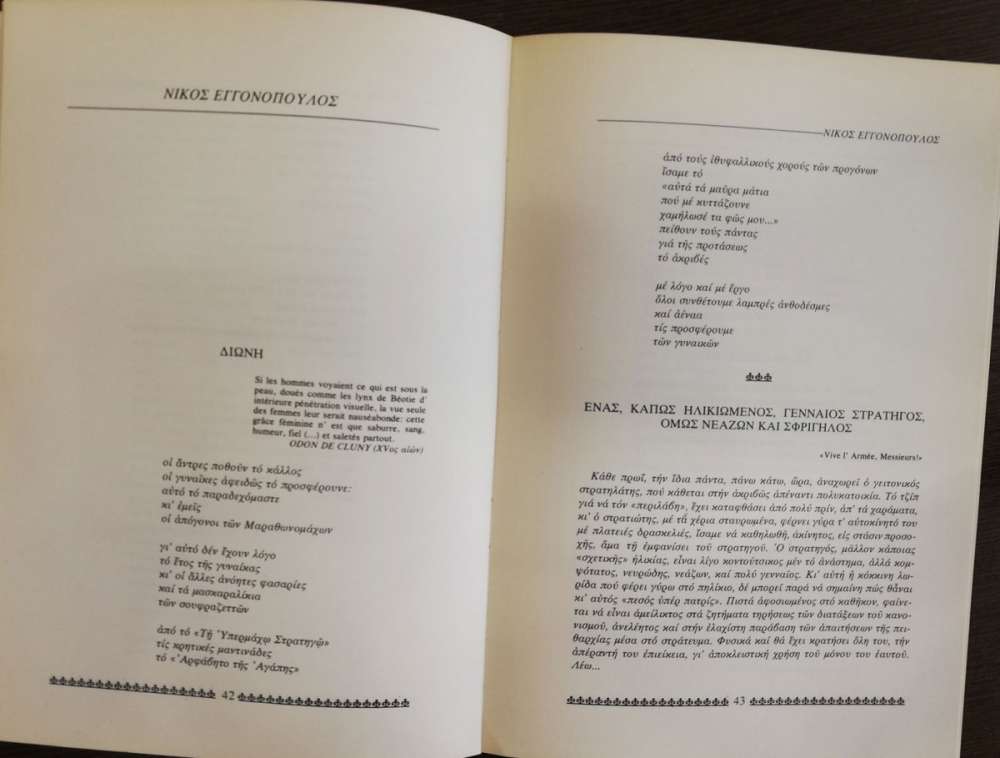 ΝΙΚΟΣ ΕΓΓΟΝΟΠΟΥΛΟΣ
ΔΙΩΝΗ
Si les hommes voyaient ce qui est sous la
peau, doués comme les lynx de Béotie d'
intérieure pénétration visuelle, la vue seule
des femmes leur serait nauséabonde: cette
grâce féminine n' est que saburre, sang,
humeur, fiel (...) et saletés partout.
ODON DE CLUNY (XVος αἰών)
οἱ ἄντρες ποθοῦν τό κάλλος
οἱ γυναῖκες ἀφειδῶς τό προσφέρουνε:
αὐτό τό παραδεχόμαστε
κι' ἐμεῖς
οἱ ἀπόγονοι τῶν Μαραθωνομάχων
γι' αὐτό δέν ἔχουν λόγο
τό Ἔτος τῆς γυναίκας
κι' οἱ ἄλλες ἀνόητες φασαρίες
καί τά μασκαραλίκια
τῶν σουφραζεττῶν
ἀπό τό «Τῇ Ὑπερμάχῳ Στρατηγῷ»
τίς κρητικές μαντινάδες
τό «Ἀρφάβητο τῆς Ἀγάπης»
42
ΝΙΚΟΣ ΕΓΓΟΝΟΠΟΥΛΟΣ
ἀπό τούς ἰθυφαλλικούς χορούς τῶν προγόνων
ἴσαμε τό
«αὐτά τά μαῦρα μάτια
πού μέ κυττάζουνε
χαμήλωσέ τα φῶς μου...»
πείθουν τούς πάντας
γιά τῆς προτάσεως
τό ἀκριβές
μέ λόγο καί μέ ἔργο
ὅλοι συνθέτουμε λαμπρές ἀνθοδέσμες
καί ἀέναα
τίς προσφέρουμε
τῶν γυναικῶν
ΕΝΑΣ, ΚΑΠΩΣ ΗΛΙΚΙΩΜΕΝΟΣ, ΓΕΝΝΑΙΟΣ ΣΤΡΑΤΗΓΟΣ,
ΟΜΩΣ ΝΕΑΖΩΝ ΚΑΙ ΣΦΡΙΓΗΛΟΣ
«Vive l' Armée, Messieurs!»
Κάθε πρωΐ, τήν ἴδια πάντα, πάνω κάτω, ὥρα, ἀναχωρεῖ ὁ γειτονικός
στρατηλάτης, πού κάθεται στήν ἀκριβῶς ἀπέναντι πολυκατοικία. Τό τζίπ
γιά νά τόν «περιλάβη», ἔχει καταφθάσει ἀπό πολύ πρίν, ἀπ' τά χαράματα,
κι' ὁ στρατιώτης, μέ τά χέρια σταυρωμένα, φέρνει γύρα τ' αὐτοκίνητό του
μέ πλατειές δρασκελιές, ἴσαμε νά καθηλωθῆ, ἀκίνητος, εἰς στάσιν προσο-
χῆς, ἅμα τῇ ἐμφανίσει τοῦ στρατηγοῦ. Ὁ στρατηγός, μᾶλλον κάποιας
«σχετικῆς» ἡλικίας, εἶναι λίγο κοντούτσικος μέν τό ἀνάστημα, ἀλλά κομ-
ψότατος, νευρώδης, νεάζων, καί πολύ γενναῖος. Κι' αὐτή ἡ κόκκινη λω-
ρίδα πού φέρει γύρω στό πηλίκιο, δέ μπορεῖ παρά νά σημαίνη πώς θἆναι
κι' αὐτός «πεσός ὑπέρ πατρίς». Πιστά ἀφοσιωμένος στό καθῆκον, φαίνε-
ται νά εἶναι ἀμείλικτος στά ζητήματα τηρήσεως τῶν διατάξεων τοῦ κανο-
νισμοῦ, ἀνελέητος καί στήν ἐλαχίστη παράβαση τῶν ἀπαιτήσεων τῆς πει-
θαρχίας μέσα στό στράτευμα. Φυσικά καί θά ἔχει κρατήσει ὅλη του, τήν
ἀπέραντή του ἐπιείκεια, γι' ἀποκλειστική χρήση τοῦ μόνου του ἑαυτοῦ.
Λέω...
43